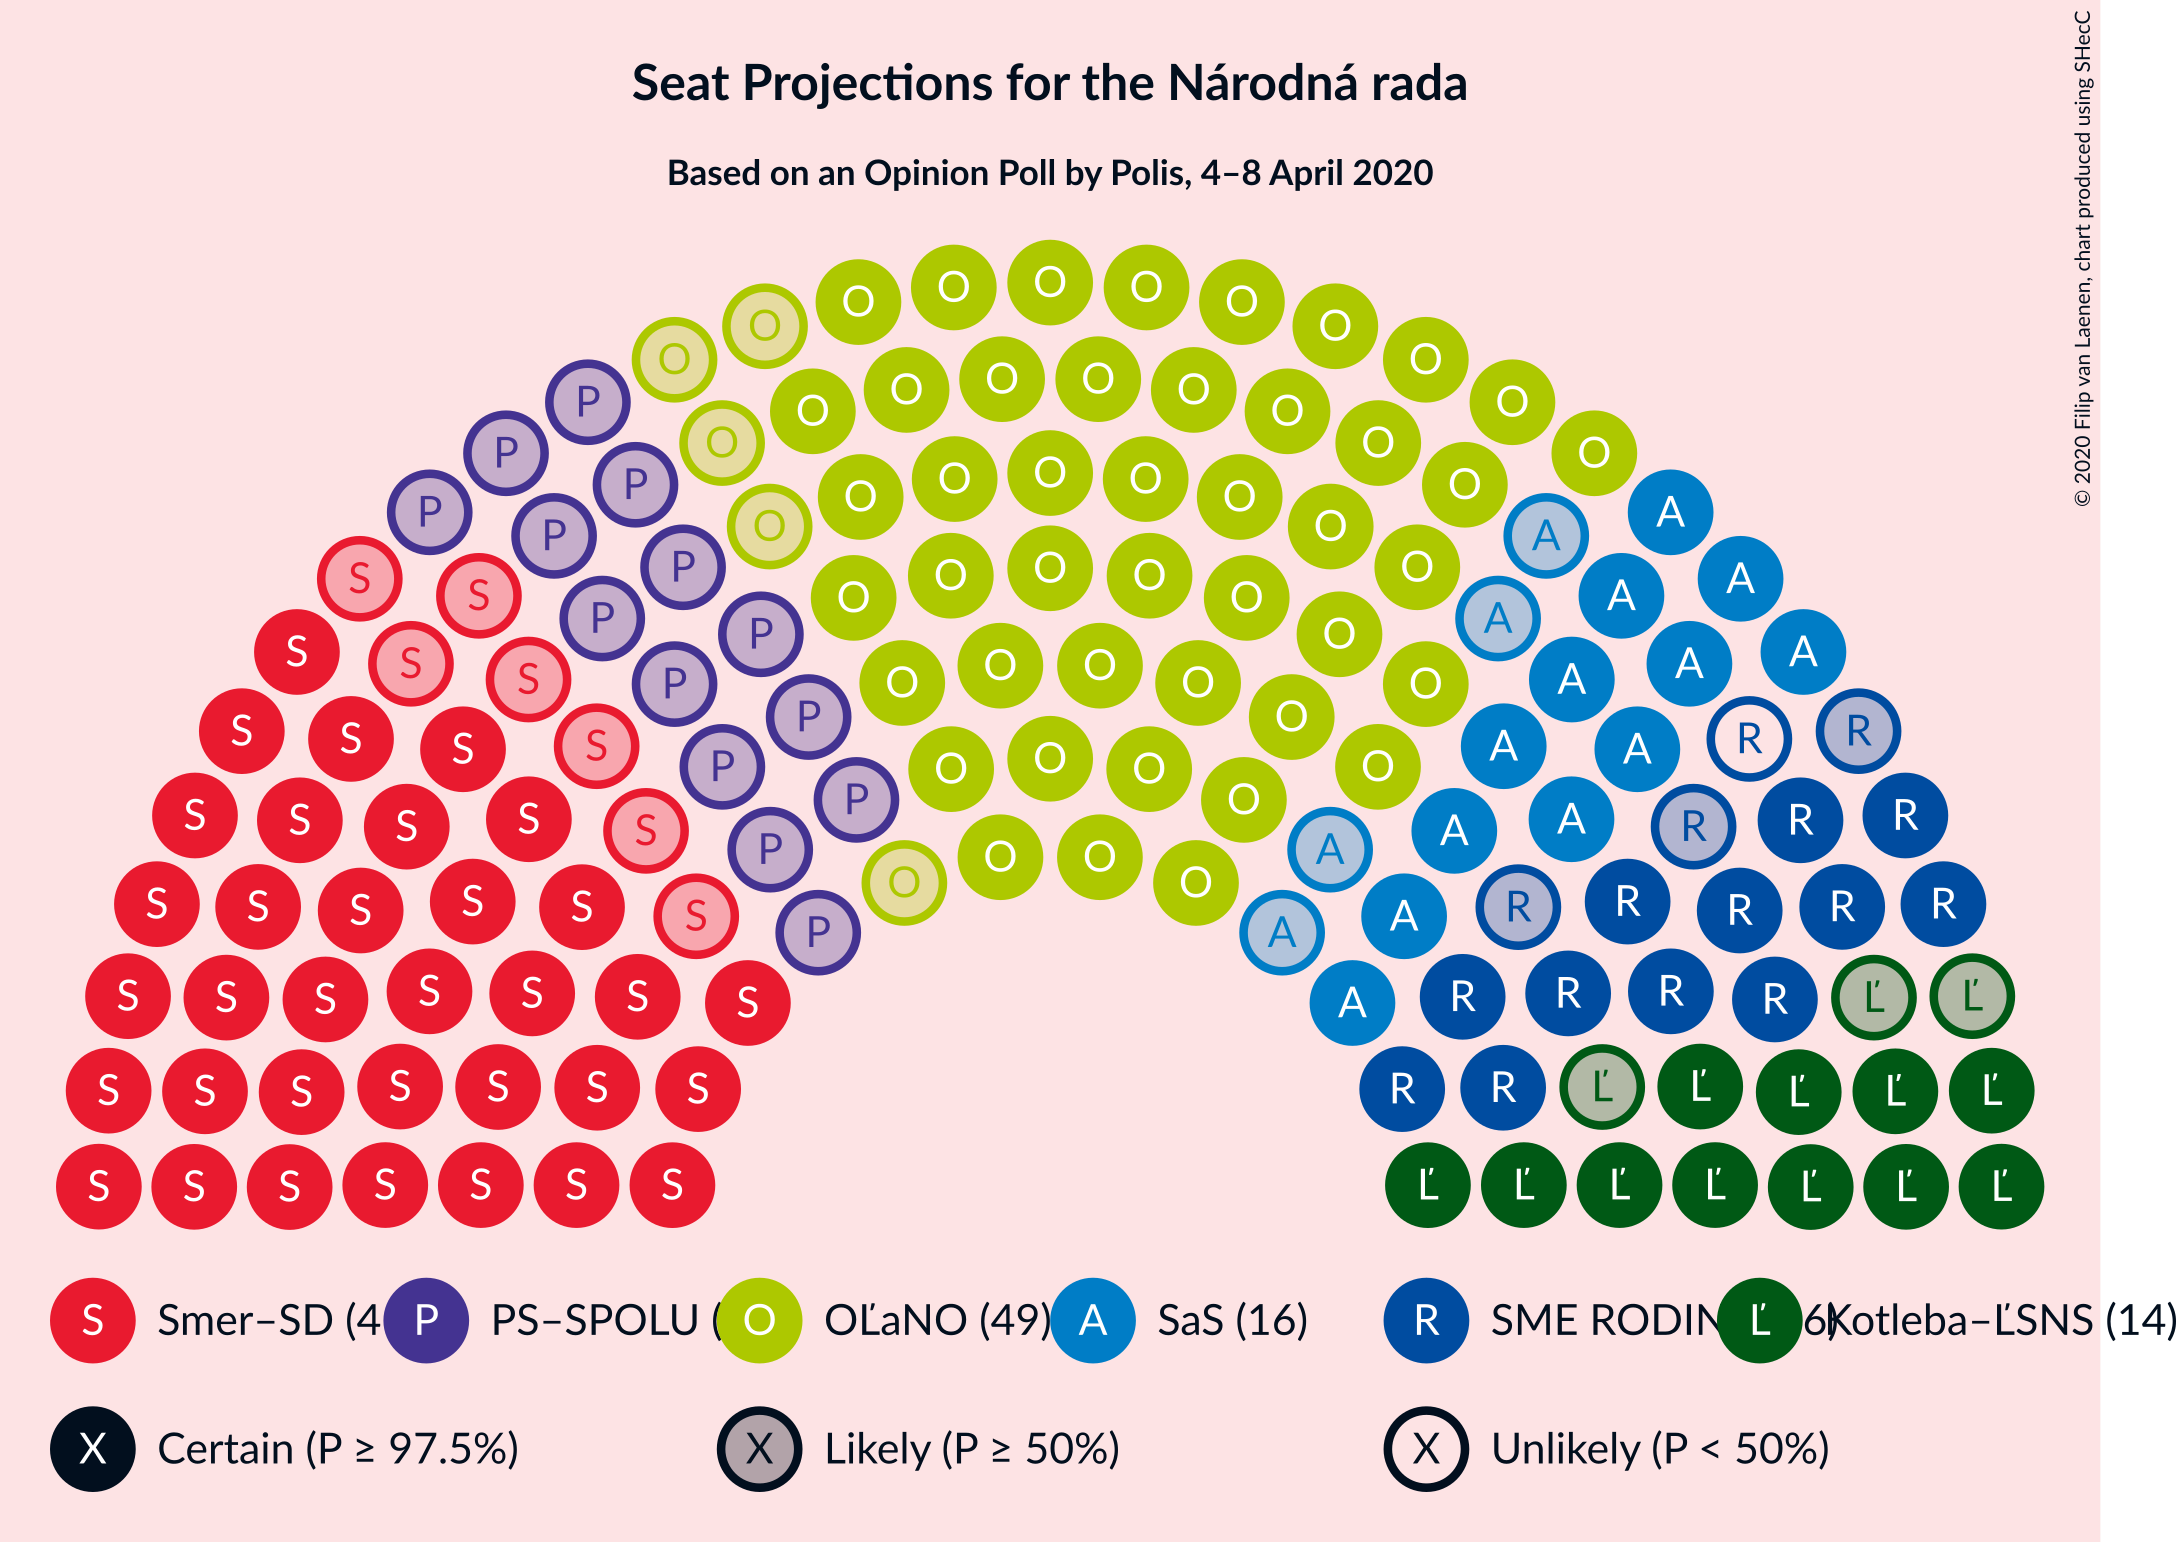 Seat Projections for the Národná rada
Based on an Opinion Poll by Polis, 4–8 April 2020
© 2020 Filip van Laenen, chart produced using SHecC
O O O O O
O O
O O
P O O O O O
O O
P O O O
P P O O O O O O A
P O O A
S S P O O O O O O A A
S P P O A A
S S P O O O O O A A
S S S S P O A A R R
P O O O O
S S S S S P O A A R R R
P O O O O A
S S S S S S P A A R R R R R
S S S S S S S A R R R R Ľ Ľ
S S S S S S S R R Ľ Ľ Ľ Ľ Ľ
S S S S S S S Ľ Ľ Ľ Ľ Ľ Ľ Ľ
S Smer–SD (4 P PS–SPOLU ( O OĽaNO (49) A SaS (16) R SME RODIN Ľ 6) Kotleba–ĽSNS (14)
X Certain (P ≥ 97.5%) X Likely (P ≥ 50%) X Unlikely (P < 50%)